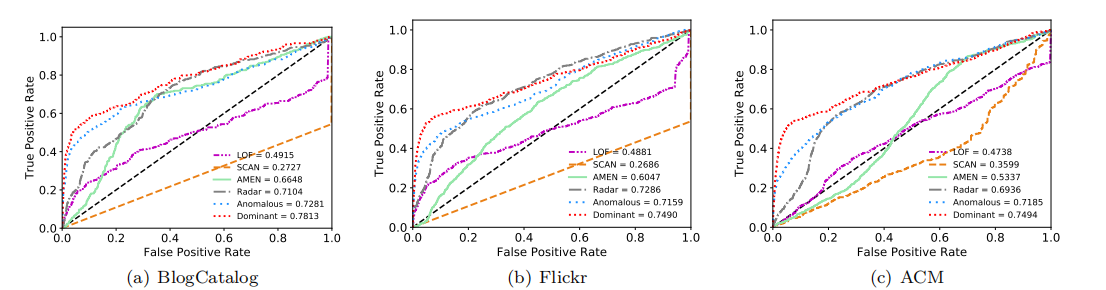 1.0
0.8
0.6
0.4
0.2
0.0
True Positive Rate
LOF = 0.4915
SCAN = 0.2727
AMEN = 0.6648
Radar = 0.7104
Anomalous = 0.7281
Dominant = 0.7813
0.0 0.2 0.4 0.6 0.8 1.0
False Positive Rate
(a) BlogCatalog
1.0
0.8
0.6
0.4
0.2
0.0
True Positive Rate
LOF = 0.4881
SCAN = 0.2686
AMEN = 0.6047
Radar = 0.7286
Anomalous = 0.7159
Dominant = 0.7490
0.0 0.2 0.4 0.6 0.8 1.0
False Positive Rate
(b) Flickr
1.0
0.8
0.6
0.4
0.2
0.0
True Positive Rate
LOF = 0.4738
SCAN = 0.3599
AMEN = 0.5337
Radar = 0.6936
Anomalous = 0.7185
Dominant = 0.7494
0.0 0.2 0.4 0.6 0.8 1.0
False Positive Rate
(c) ACM